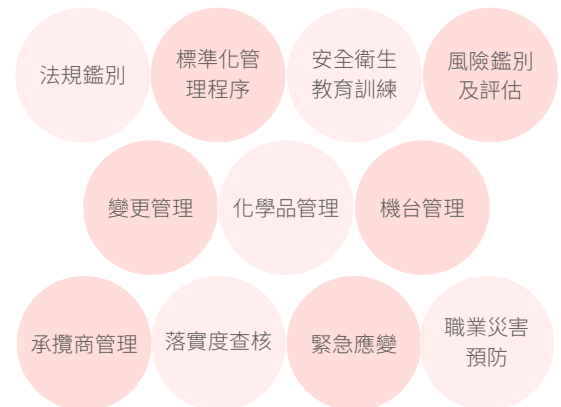 法規鑑別
標準化管
理程序
安全衛生
教育訓練
風險鑑別
及評估
變更管理
化學品管理
機台管理
承攬商管理
落實度查核
緊急應變
職業災害
預防